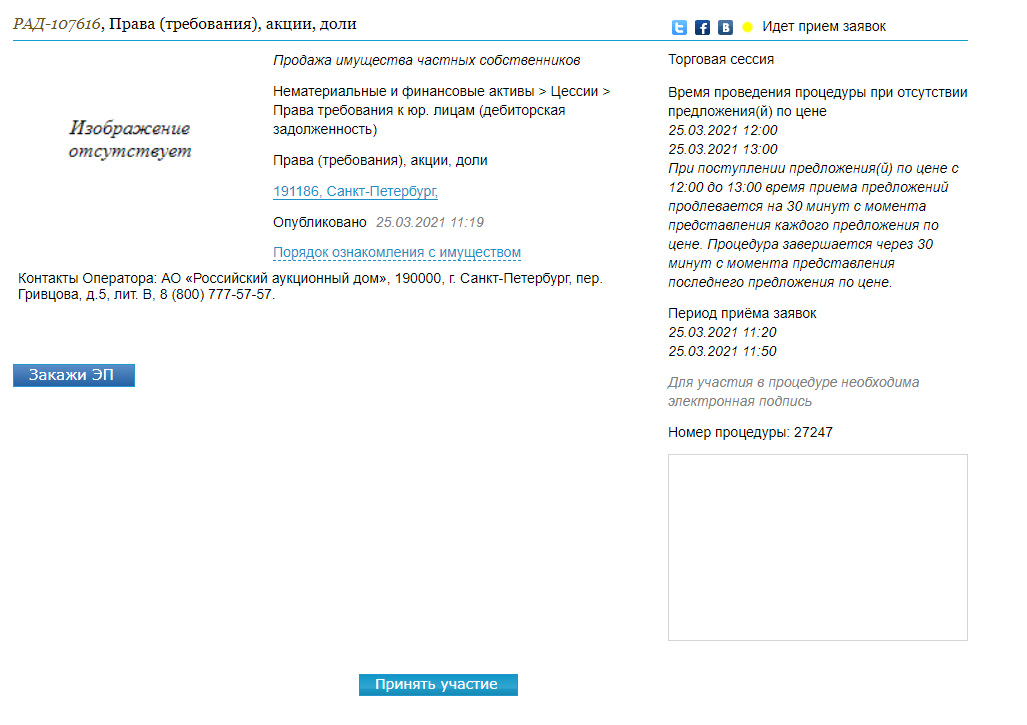 РАД-107616, Права (требования), акции, доли
Идет прием заявок
Изображение
отсутствует
Продажа имущества частных собственников
Нематериальные и финансовые активы > Цессии >
Права требования к юр. лицам (дебиторская
задолженность)
Права (требования), акции, доли
191186, Санкт-Петербург,
Опубликовано 25.03.2021 11:19
Порядок ознакомления с имуществом
Контакты Оператора: АО «Российский аукционный дом», 190000, г. Санкт-Петербург, пер.
Гривцова, д.5, лит. В, 8 (800) 777-57-57.
Закажи ЭП
Торговая сессия
Время проведения процедуры при отсутствии
предложения(й) по цене
25.03.2021 12:00
25.03.2021 13:00
При поступлении предложения(й) по цене с
12:00 до 13:00 время приема предложений
продлевается на 30 минут с момента
представления каждого предложения по
цене. Процедура завершается через 30
минут с момента представления
последнего предложения по цене.
Период приёма заявок
25.03.2021 11:20
25.03.2021 11:50
Для участия в процедуре необходима
электронная подпись
Номер процедуры: 27247
Принять участие